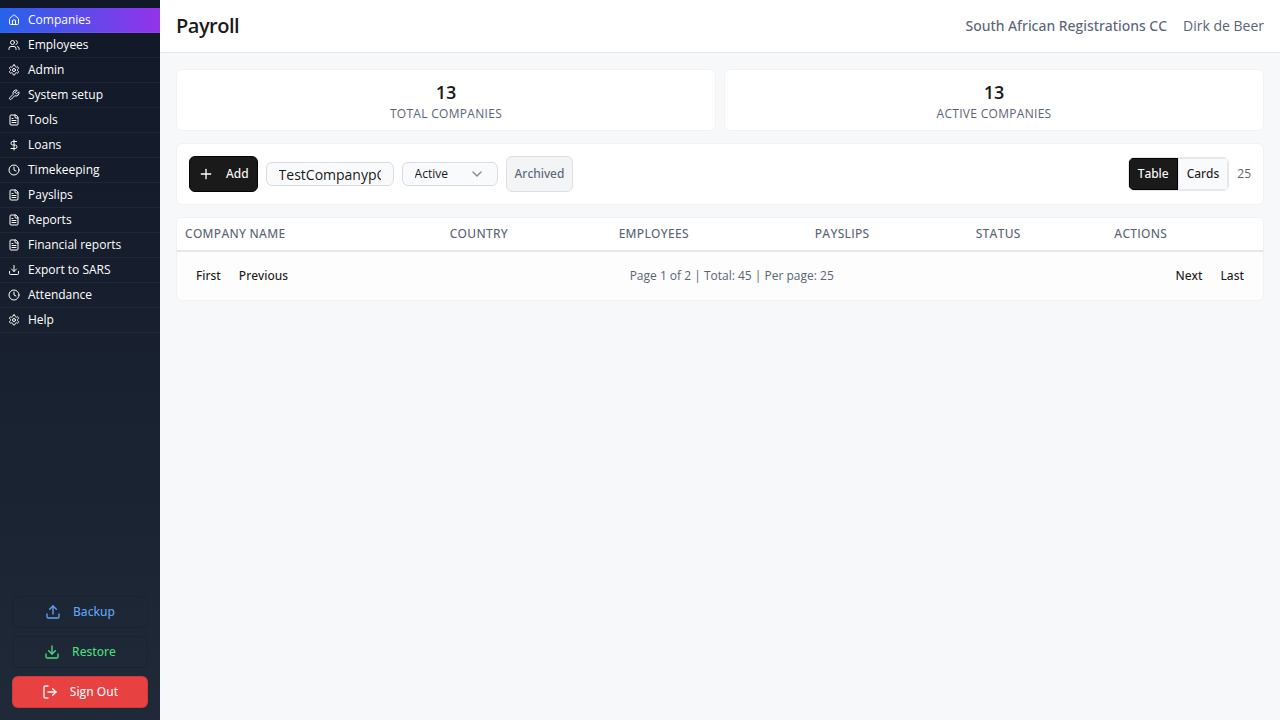 Companies
Employees
Admin
System setup
Tools
Loans
Timekeeping
Payslips
Reports
Financial reports
Export to SARS
Attendance
Help
Backup
Restore
Sign Out
Payroll
South African Registrations CC Dirk de Beer
13
TOTAL COMPANIES
13
ACTIVE COMPANIES
Add TestCompanyp Active Archived Table Cards 25
COMPANY NAME COUNTRY EMPLOYEES PAYSLIPS STATUS ACTIONS
First Previous Page 1 of 2 | Total: 45 | Per page: 25 Next Last